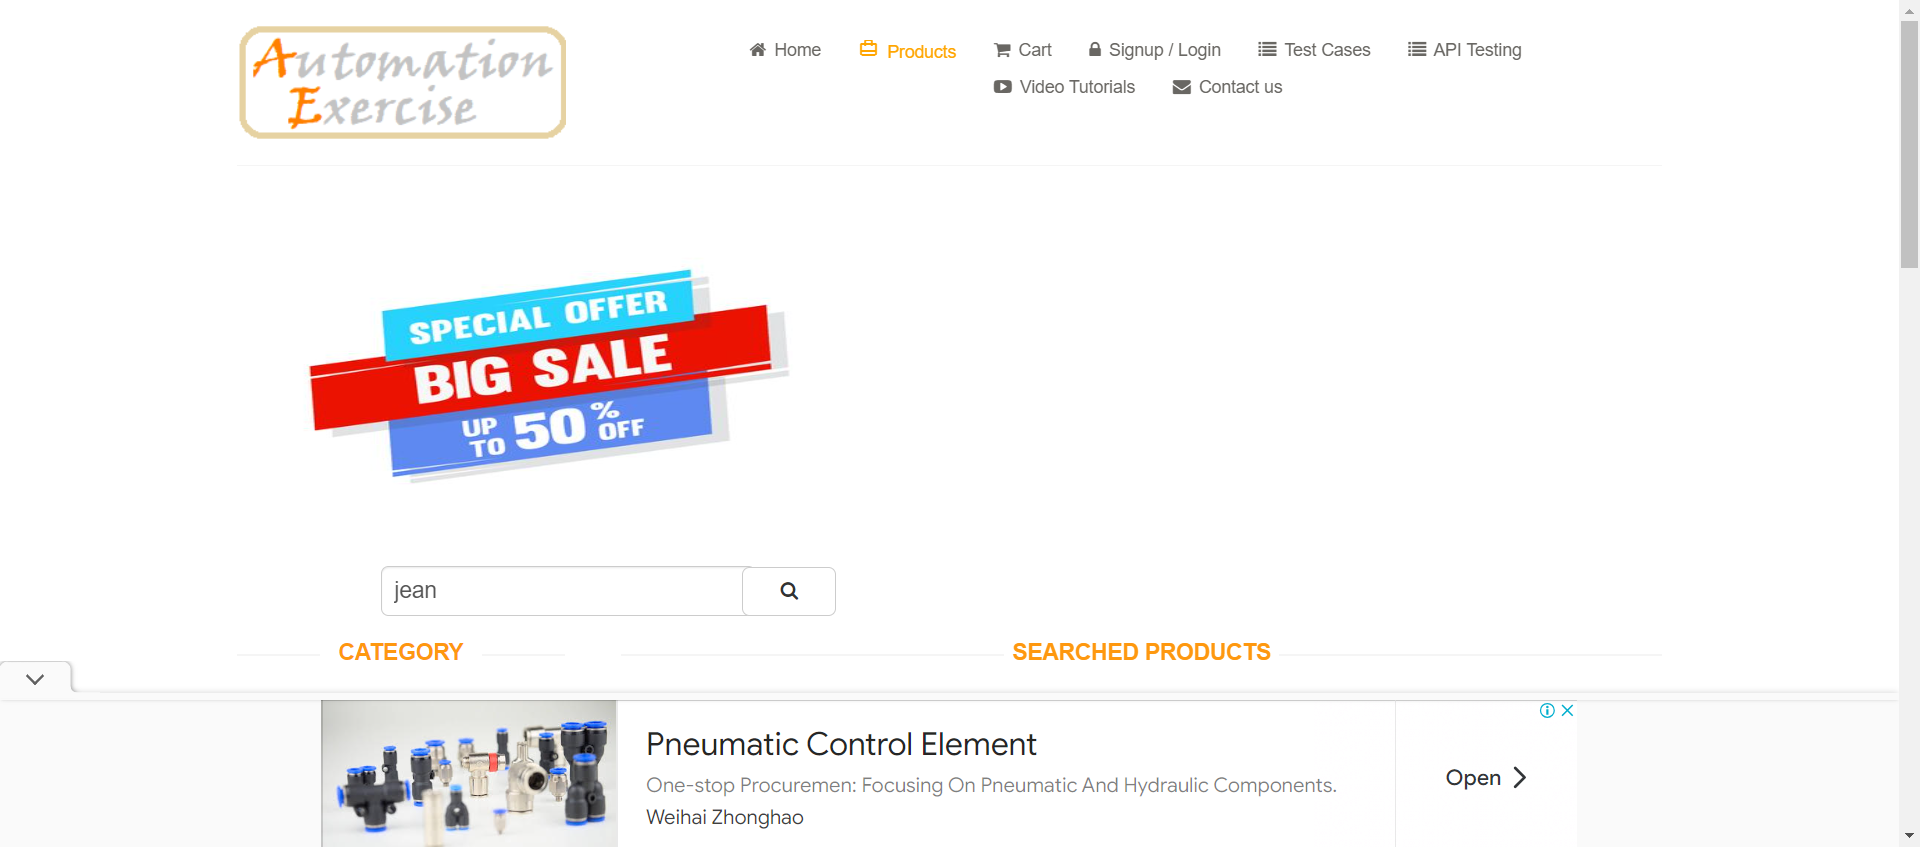 Automation
Exercise
Home
Products
Cart
Signup / Login
Test Cases
API Testing
Video Tutorials
Contact us
SPECIAL OFFER
BIG SALE
UP TO 50% OFF
jean
CATEGORY
SEARCHED PRODUCTS
Pneumatic Control Element
One-stop Procuremen: Focusing On Pneumatic And Hydraulic Components.
Weihai Zhonghao
Open